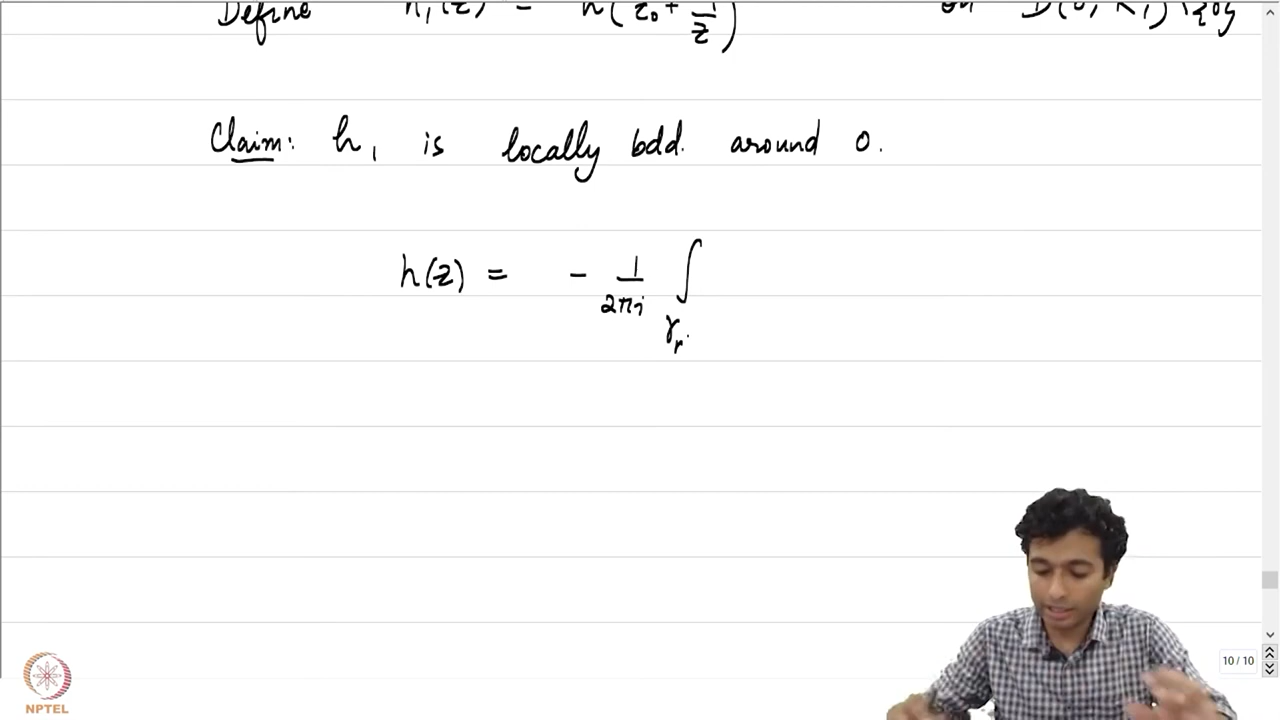 Define h₁(z) = h(z₀ + 1/z) on D(0, R₁)\{0}
Claim: h₁ is locally bdd. around 0.
h(z) = - 1/2πi ∫_γᵣ
10 / 10
NPTEL